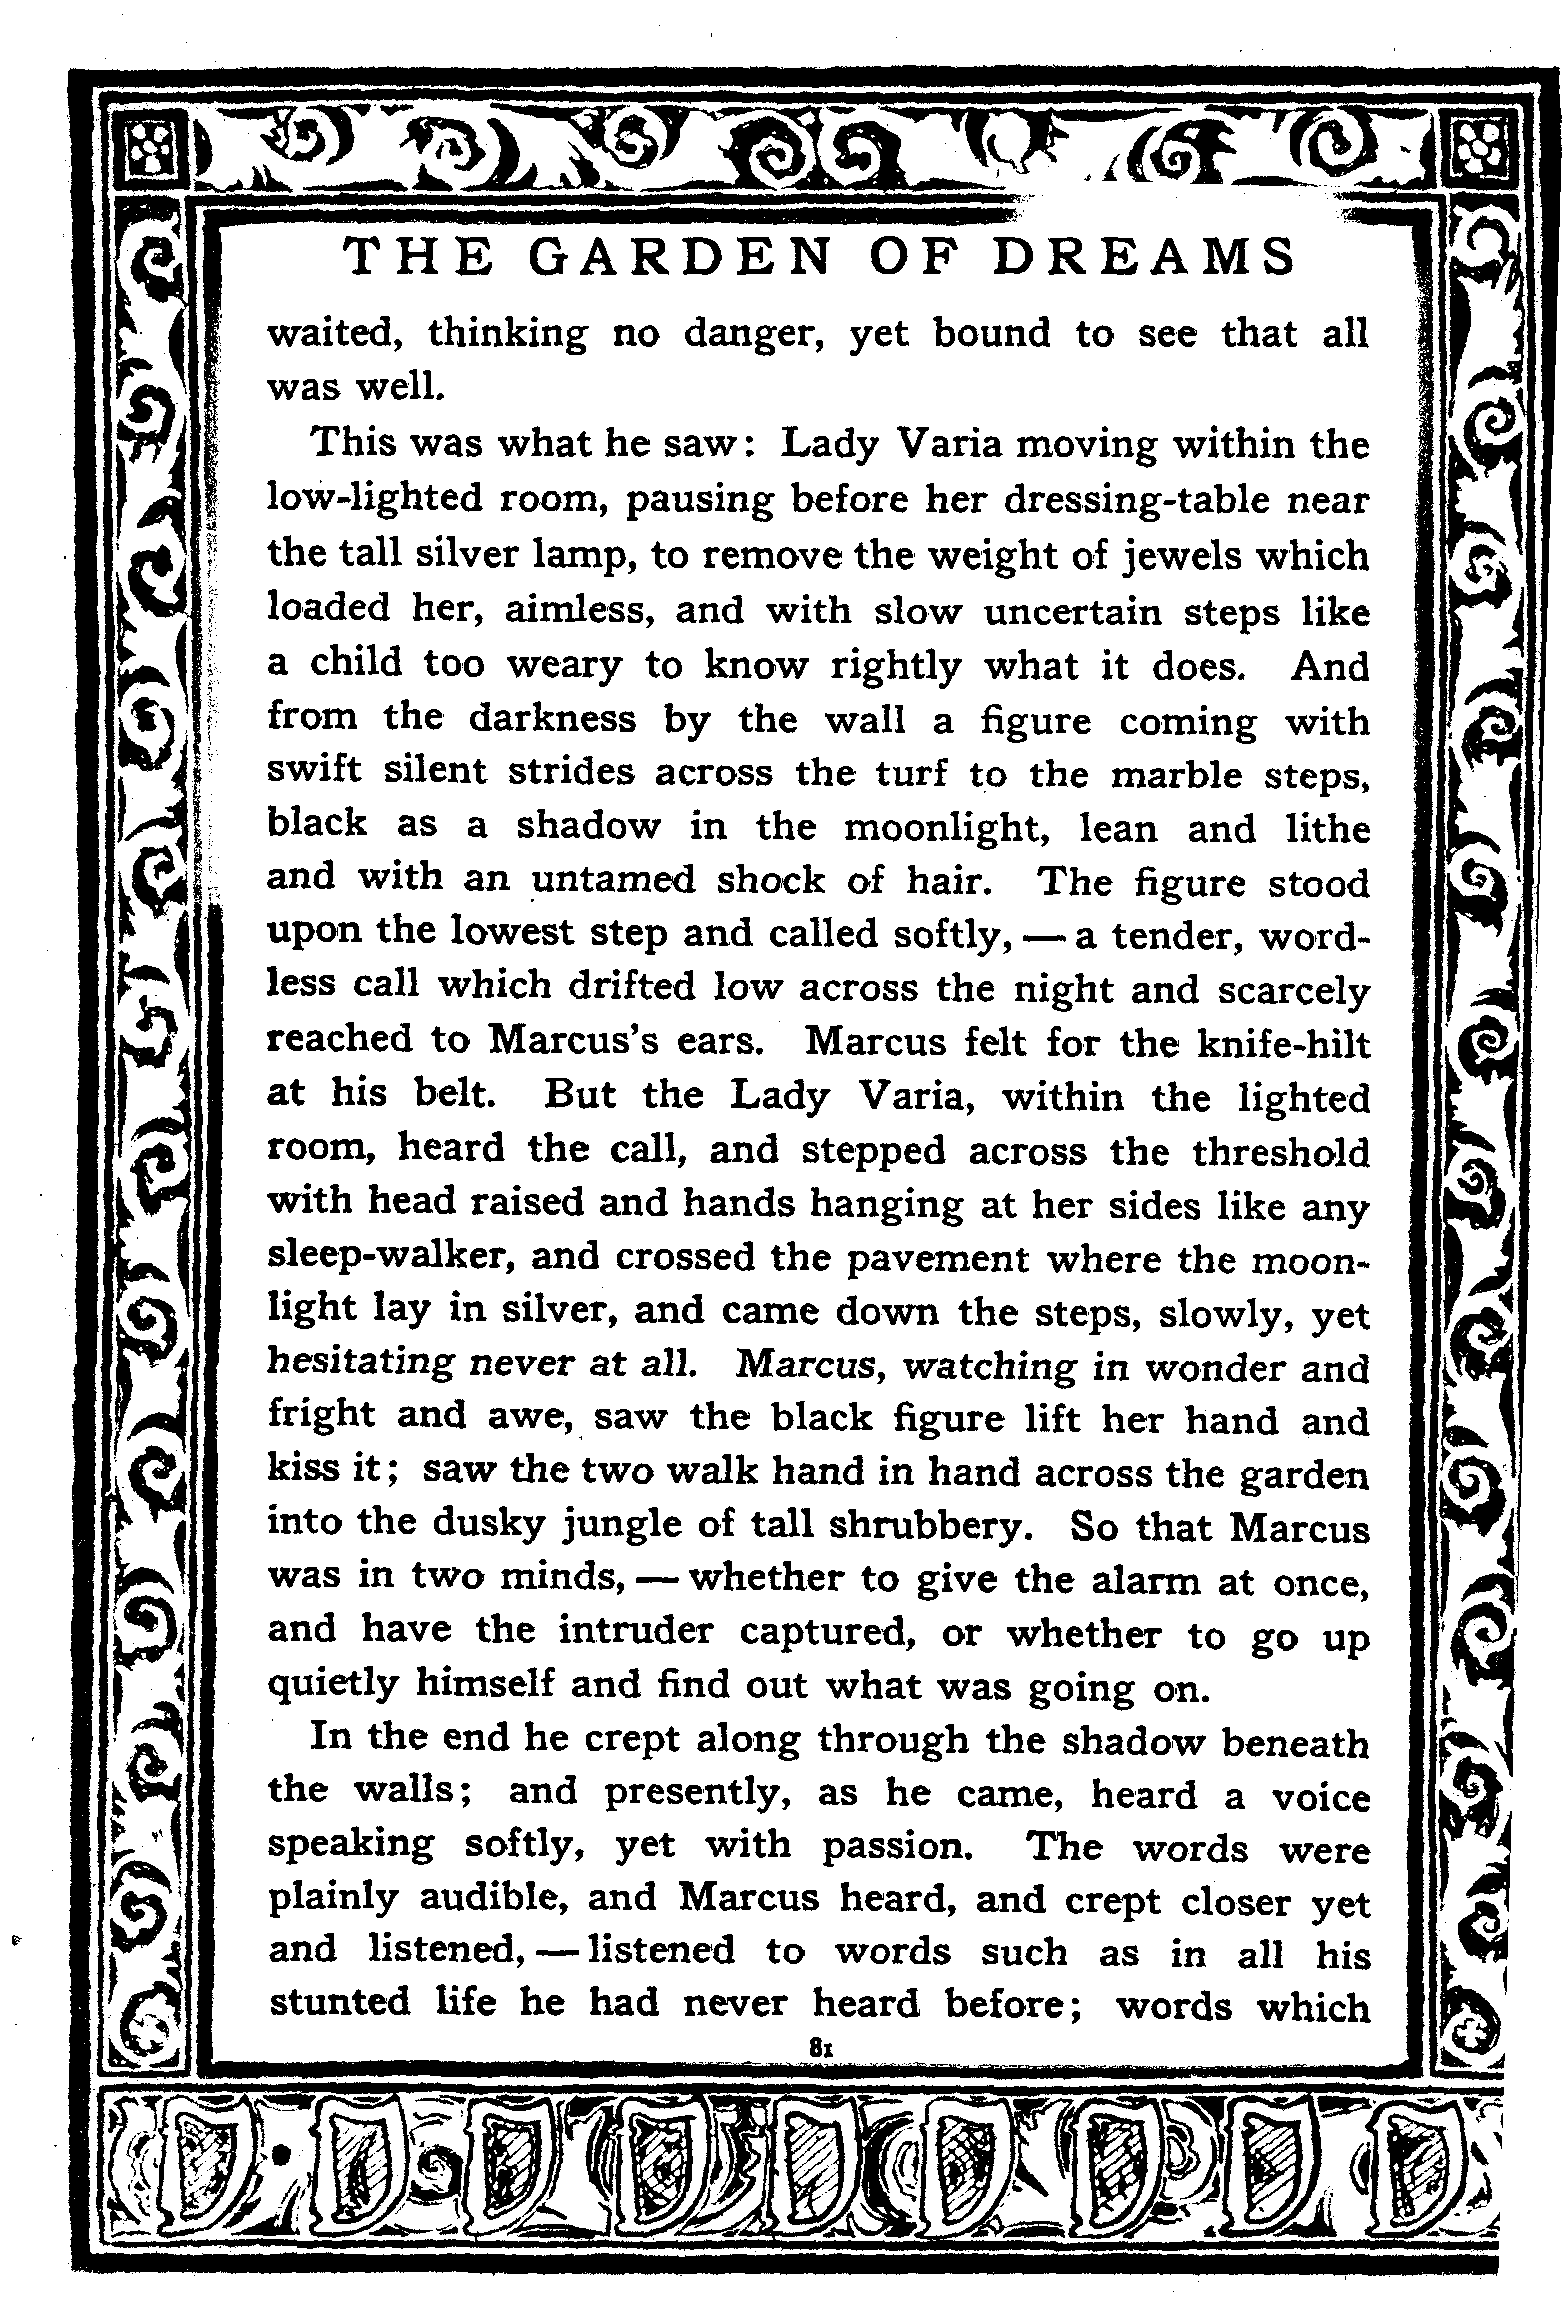 THE GARDEN OF DREAMS
waited, thinking no danger, yet bound to see that all
was well.
This was what he saw: Lady Varia moving within the
low-lighted room, pausing before her dressing-table near
the tall silver lamp, to remove the weight of jewels which
loaded her, aimless, and with slow uncertain steps like
a child too weary to know rightly what it does. And
from the darkness by the wall a figure coming with
swift silent strides across the turf to the marble steps,
black as a shadow in the moonlight, lean and lithe
and with an untamed shock of hair. The figure stood
upon the lowest step and called softly, — a tender, word-
less call which drifted low across the night and scarcely
reached to Marcus's ears. Marcus felt for the knife-hilt
at his belt. But the Lady Varia, within the lighted
room, heard the call, and stepped across the threshold
with head raised and hands hanging at her sides like any
sleep-walker, and crossed the pavement where the moon-
light lay in silver, and came down the steps, slowly, yet
hesitating never at all. Marcus, watching in wonder and
fright and awe, saw the black figure lift her hand and
kiss it; saw the two walk hand in hand across the garden
into the dusky jungle of tall shrubbery. So that Marcus
was in two minds, — whether to give the alarm at once,
and have the intruder captured, or whether to go up
quietly himself and find out what was going on.
In the end he crept along through the shadow beneath
the walls; and presently, as he came, heard a voice
speaking softly, yet with passion. The words were
plainly audible, and Marcus heard, and crept closer yet
and listened, — listened to words such as in all his
stunted life he had never heard before; words which
81